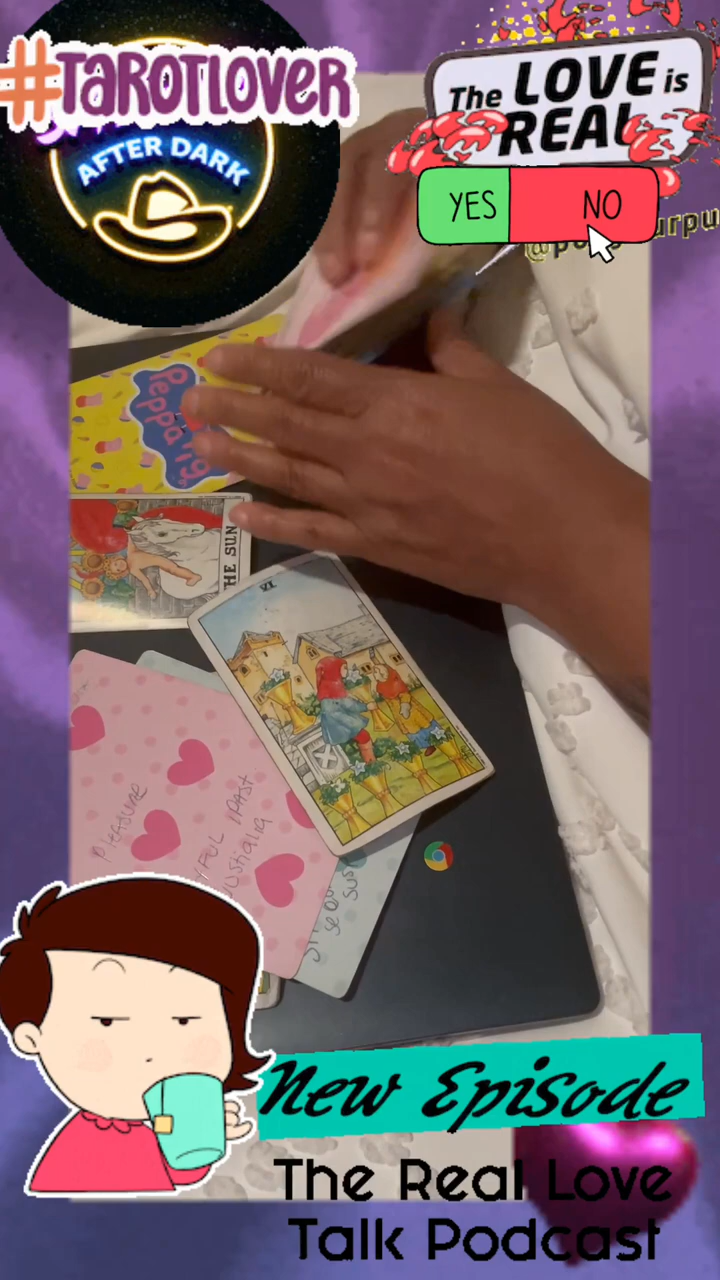 #TAROTLOVER
AFTER DARK
The LOVE is
REAL
YES NO
Peppa Pig
THE SUN
VI
PLEASURE
New Episode
The Real Love
Talk Podcast